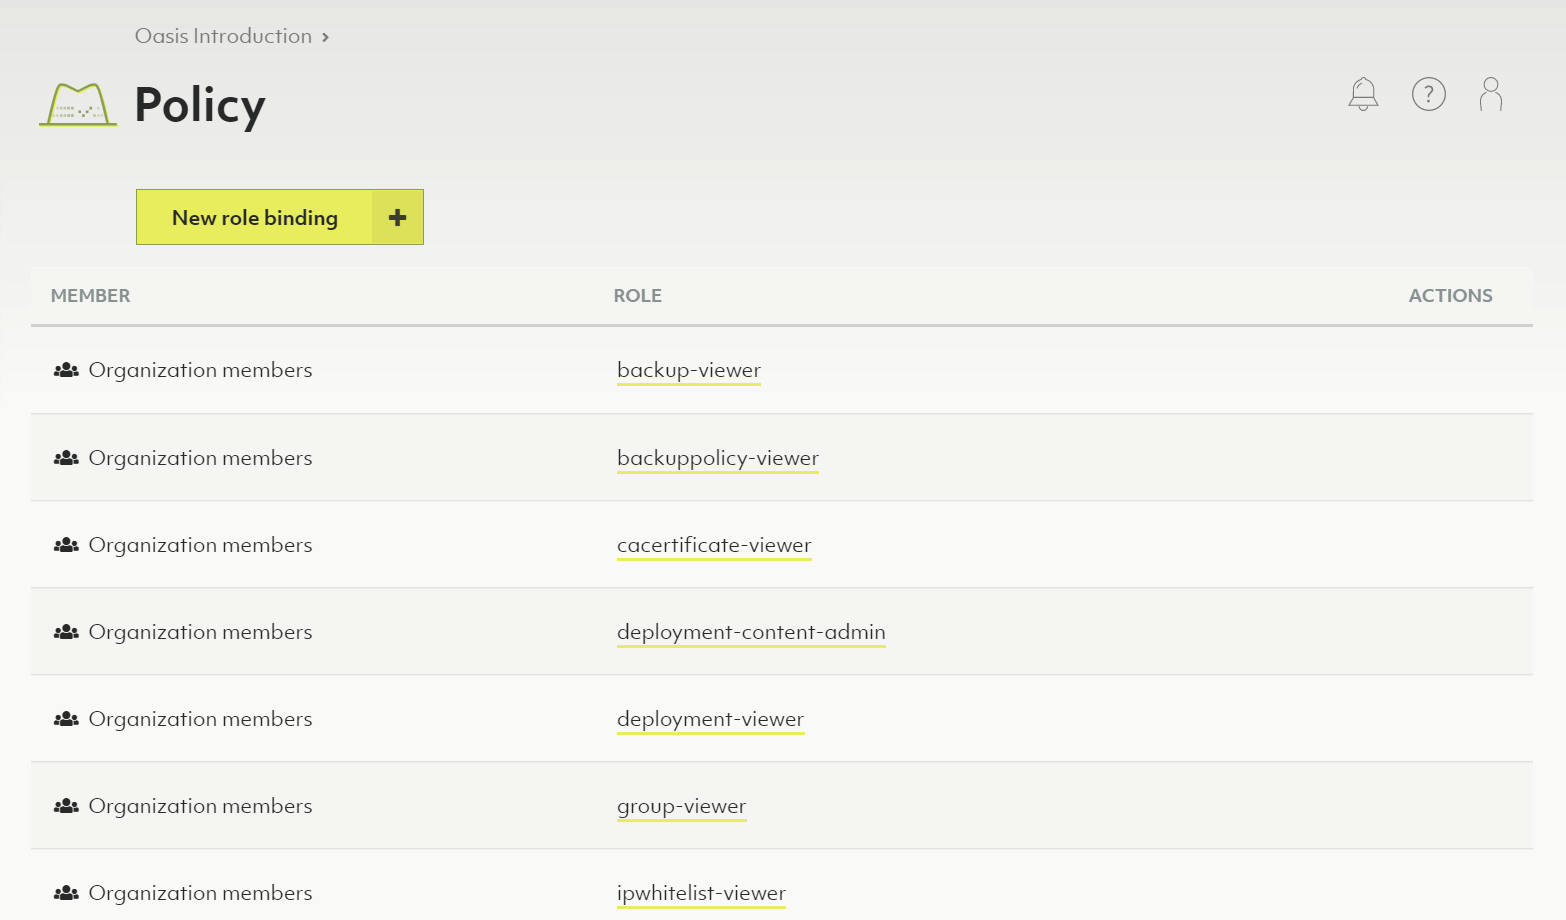 Oasis Introduction >
Policy
?
New role binding +
MEMBER ROLE ACTIONS
Organization members backup-viewer
Organization members backuppolicy-viewer
Organization members cacertificate-viewer
Organization members deployment-content-admin
Organization members deployment-viewer
Organization members group-viewer
Organization members ipwhitelist-viewer